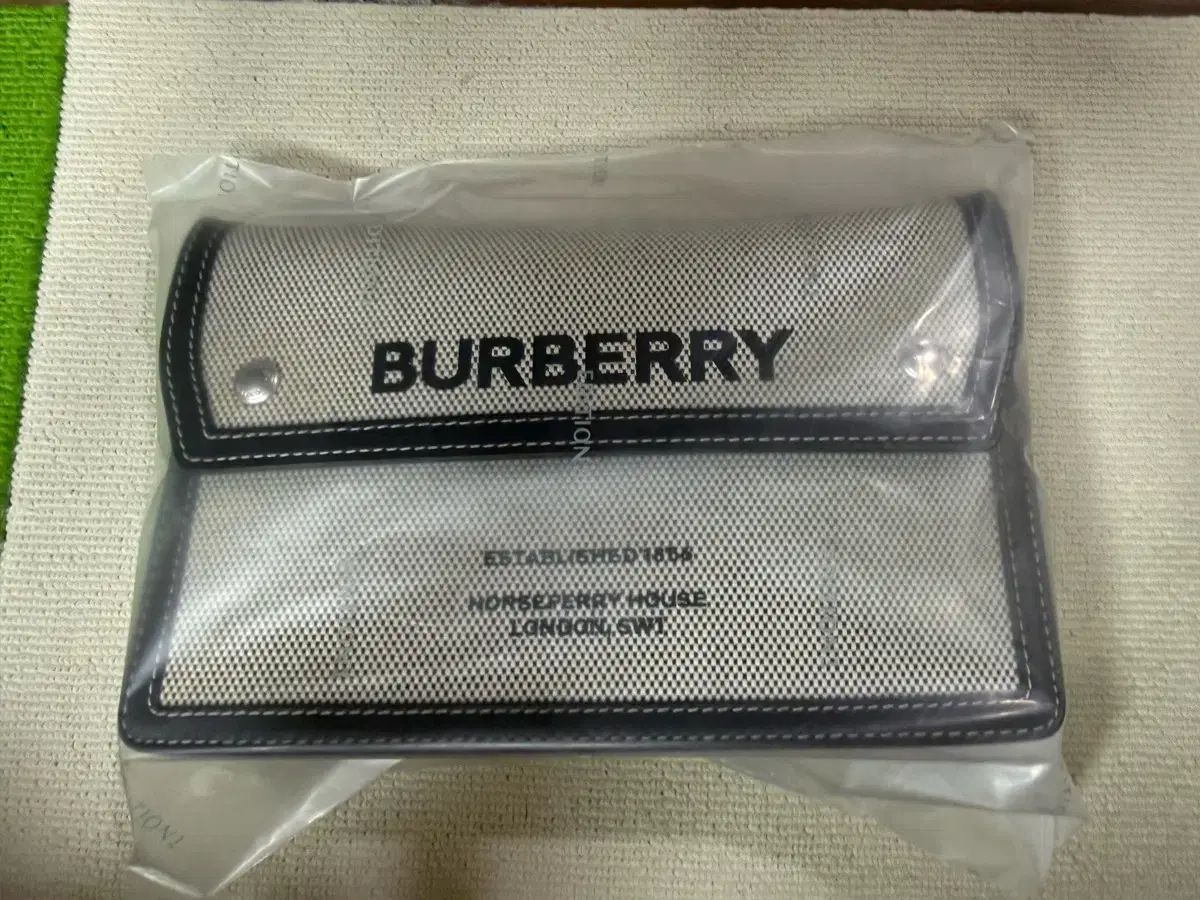 BURBERRY
ESTABLISHED 1856
HORSEFERRY HOUSE
LONDON, SW1